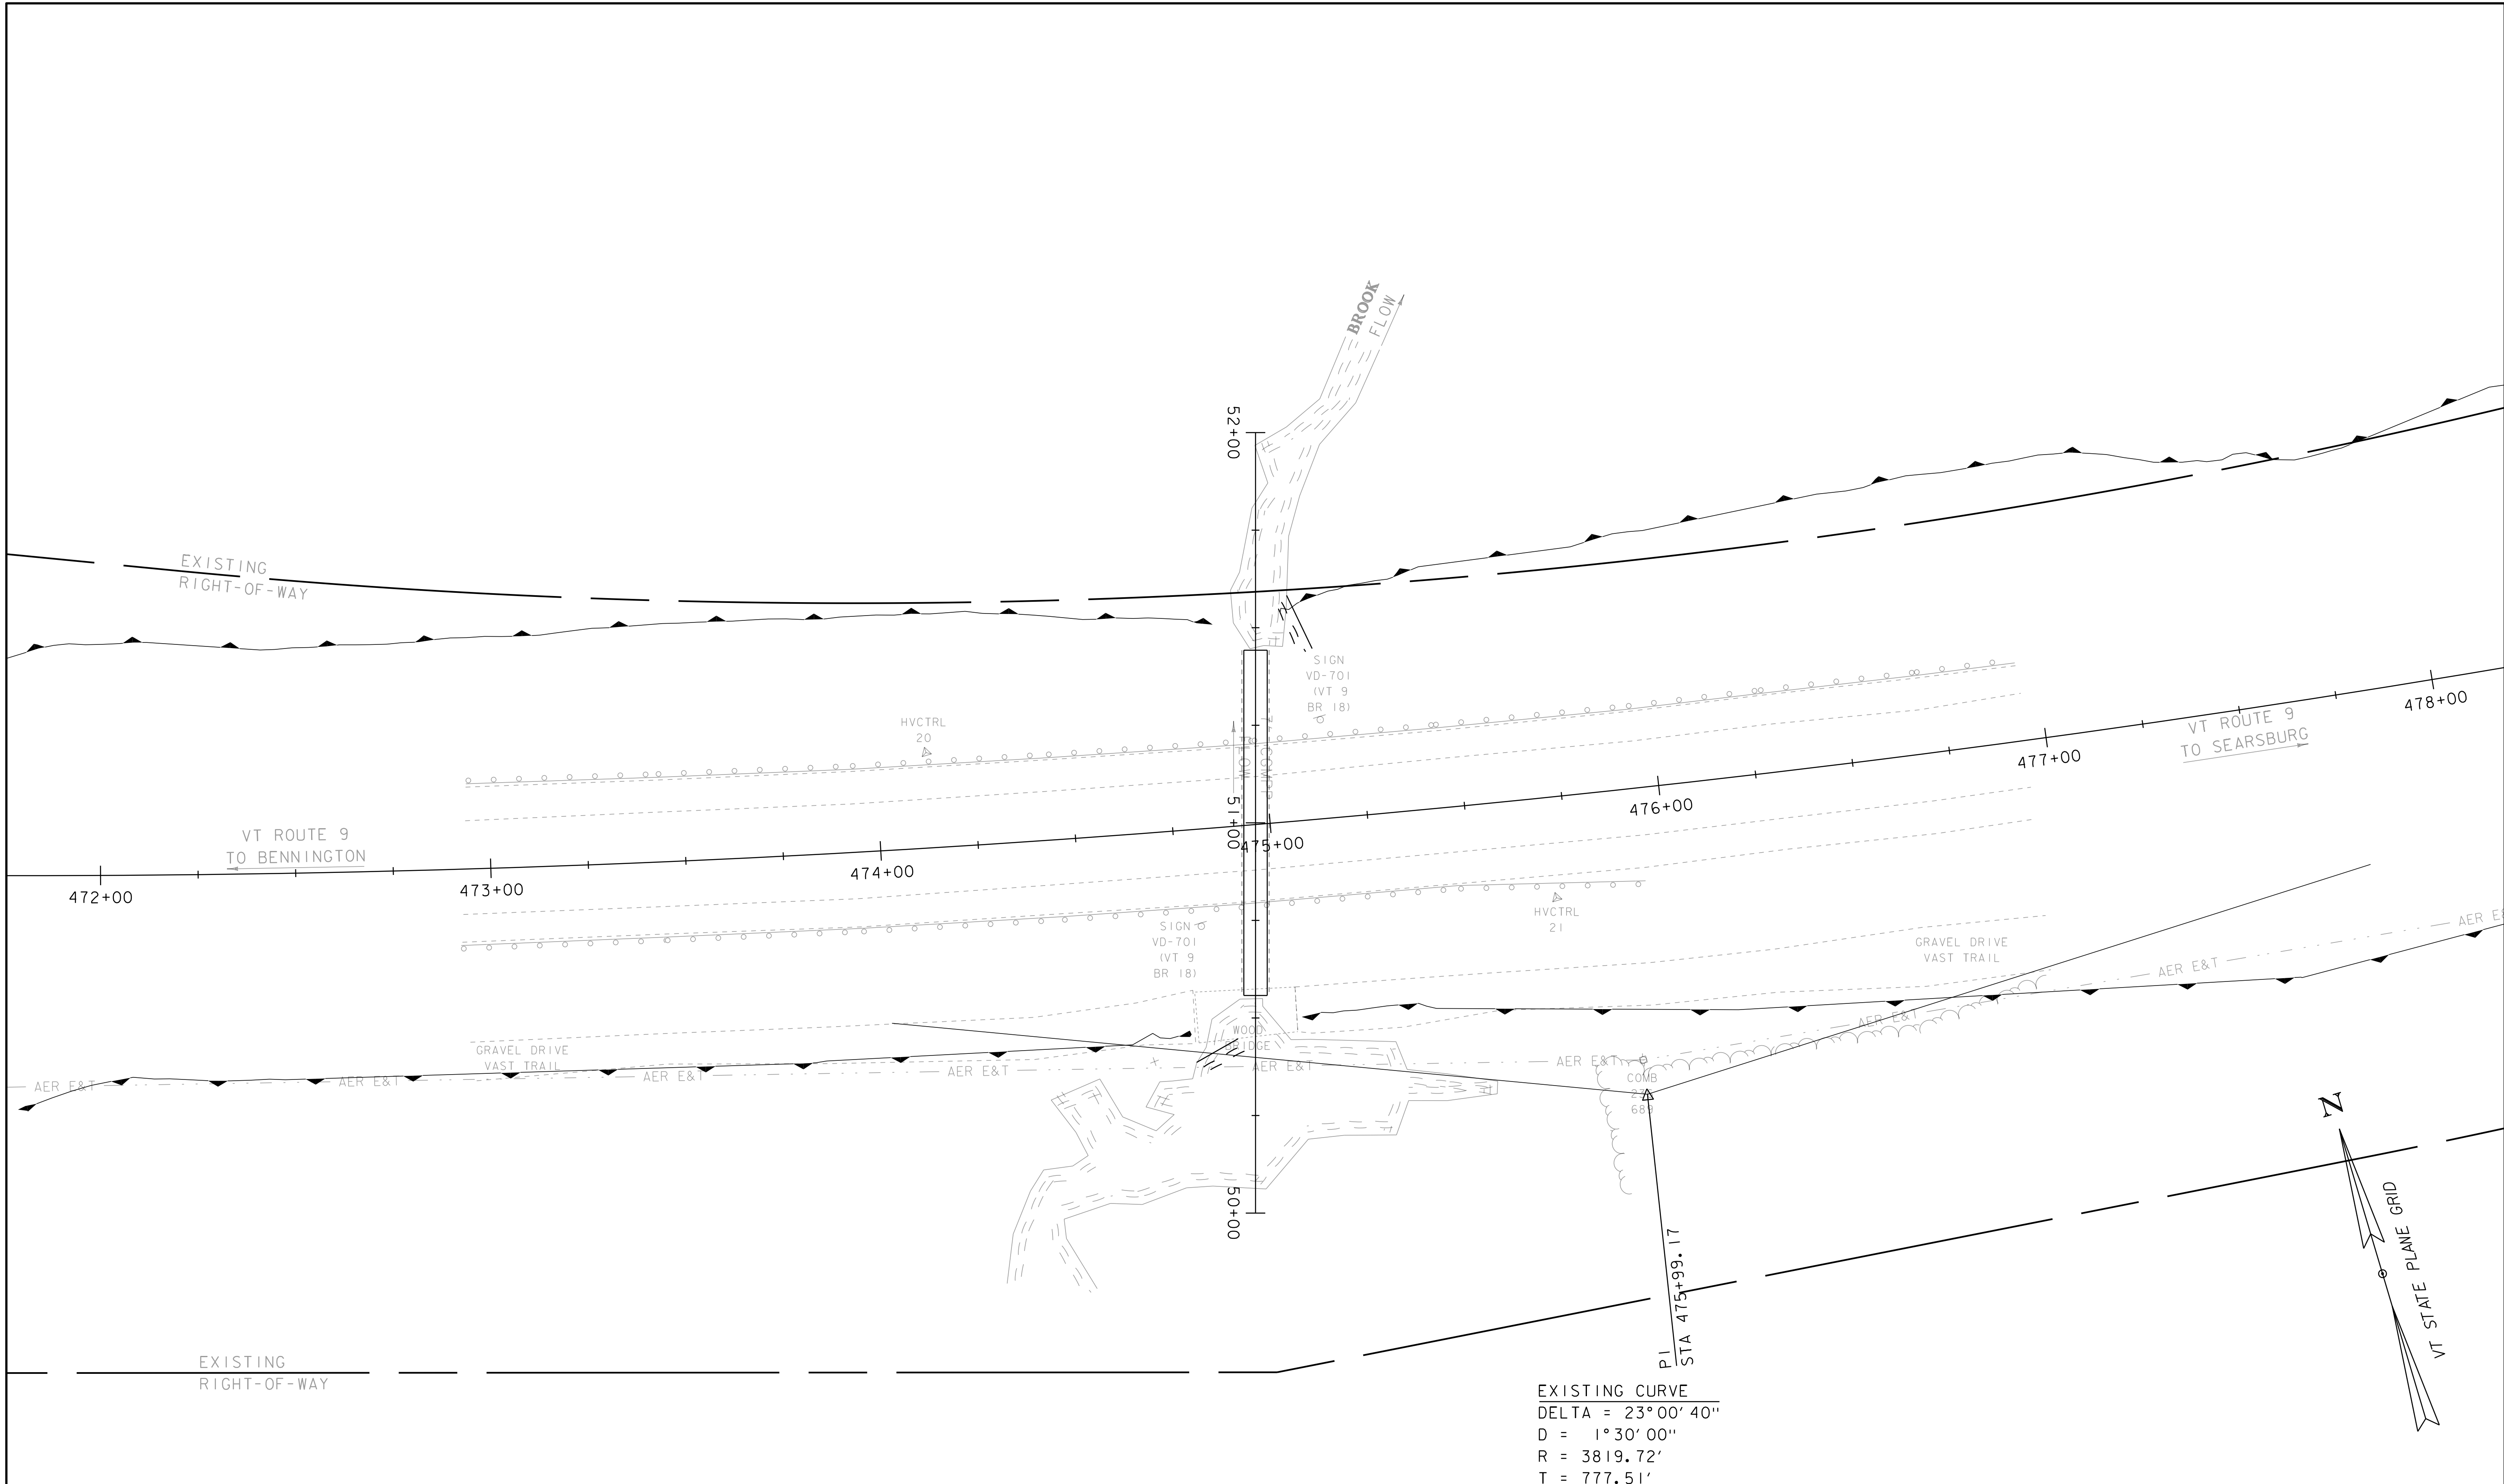 BROOK
FLOW
52+00
EXISTING
RIGHT-OF-WAY
SIGN
VD-701
(VT 9
BR 18)
HVCTRL
20
478+00
VT ROUTE 9
TO SEARSBURG
477+00
476+00
FLOW
51+00
475+00
VT ROUTE 9
TO BENNINGTON
474+00
473+00
472+00
HVCTRL
21
SIGN
VD-701
(VT 9
BR 18)
GRAVEL DRIVE
VAST TRAIL
AER E&T
AER E&T
WOOD
BRIDGE
GRAVEL DRIVE
VAST TRAIL
AER E&T
AER E&T
AER E&T
AER E&T
AER E&T
AER E&T
AER E&T
COMB
689
N
VT STATE PLANE GRID
50+00
PI
STA 475+99.17
EXISTING
RIGHT-OF-WAY
EXISTING CURVE
DELTA = 23°00'40"
D = 1°30'00"
R = 3819.72'
T = 777.51'